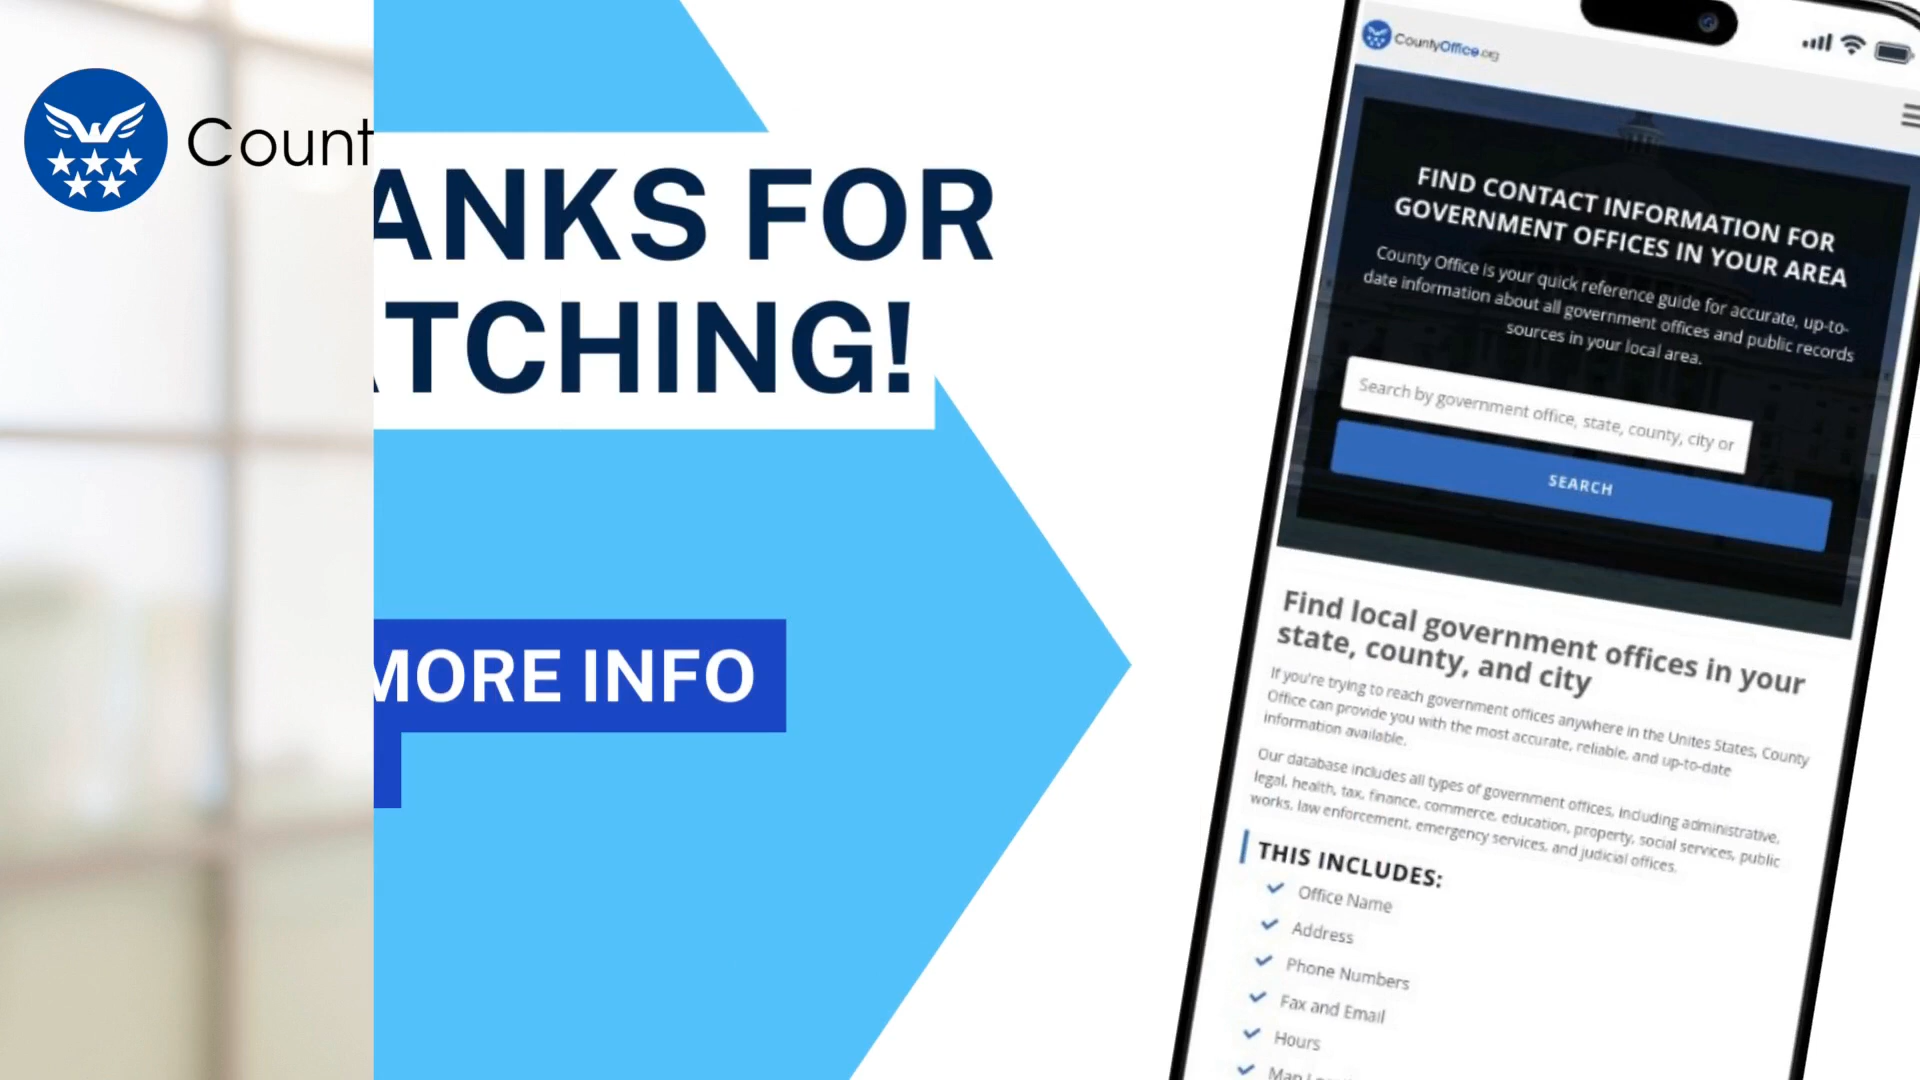 Count
ANKS FOR
ATCHING!
MORE INFO
CountyOffice.org
FIND CONTACT INFORMATION FOR
GOVERNMENT OFFICES IN YOUR AREA
County Office is your quick reference guide for accurate, up-to-
date information about all government offices and public records
sources in your local area.
Search by government office, state, county, city or
SEARCH
Find local government offices in your
state, county, and city
If you're trying to reach government offices anywhere in the Unites States, County
Office can provide you with the most accurate, reliable, and up-to-date
information available.
Our database includes all types of government offices, including administrative,
legal, health, tax, finance, commerce, education, property, social services, public
works, law enforcement, emergency services, and judicial offices.
THIS INCLUDES:
Office Name
Address
Phone Numbers
Fax and Email
Hours
Map